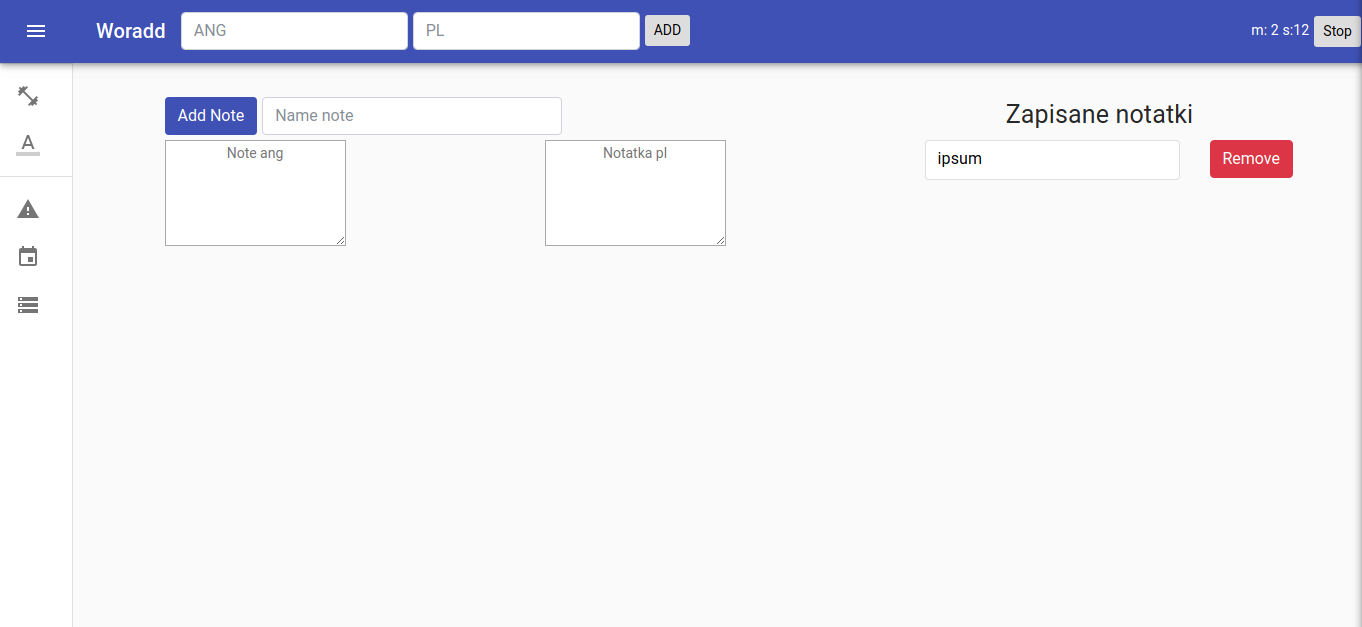 Woradd ANG PL ADD m: 2 s:12 Stop
A
Add Note Name note Zapisane notatki
Note ang Notatka pl ipsum Remove